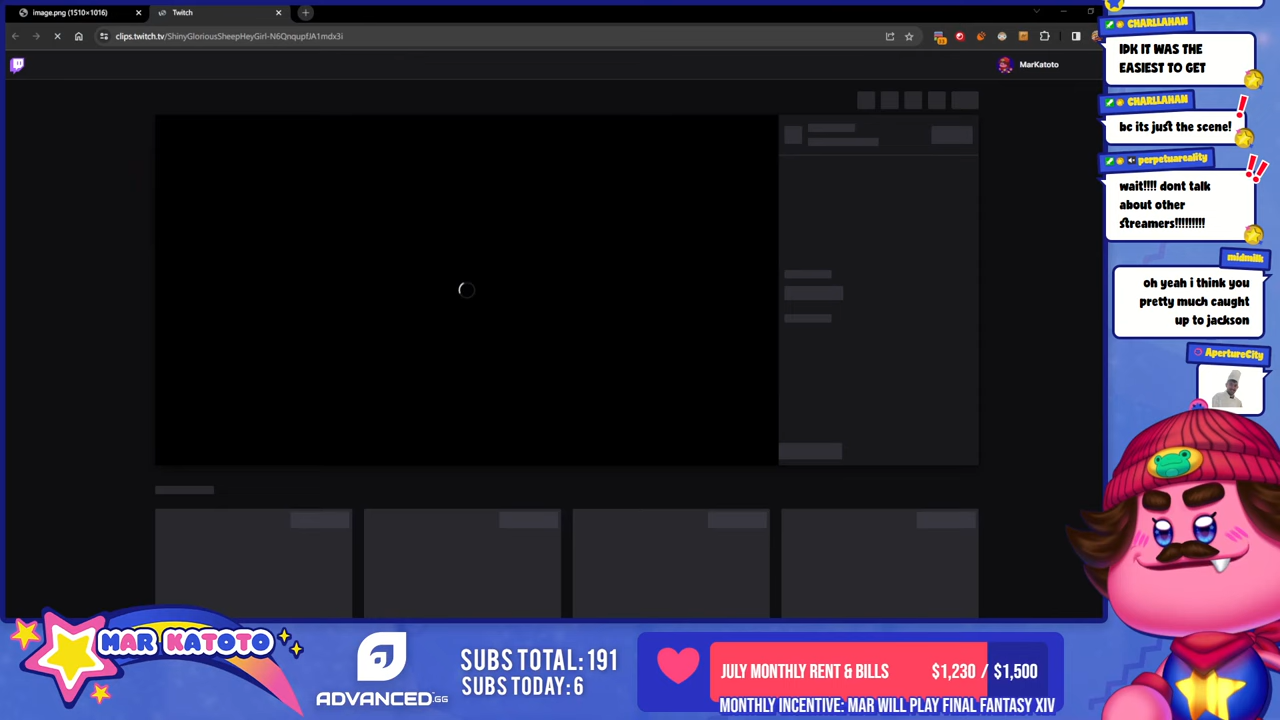 image.png (1510×1016)
Twitch
clips.twitch.tv/ShinyGloriousSheepHeyGirl-N6QnqupfJA1mdx3i
MarKatoto
CHARLLAHAN
IDK IT WAS THE
EASIEST TO GET
CHARLLAHAN
bc its just the scene!
perpetuareality
wait!!!! dont talk
about other
streamers!!!!!!!!!
midmilk
oh yeah i think you
pretty much caught
up to jackson
ApertureCity
MAR KATOTO
ADVANCED.GG
SUBS TOTAL: 191
SUBS TODAY: 6
JULY MONTHLY RENT & BILLS $1,230 / $1,500
MONTHLY INCENTIVE: MAR WILL PLAY FINAL FANTASY XIV